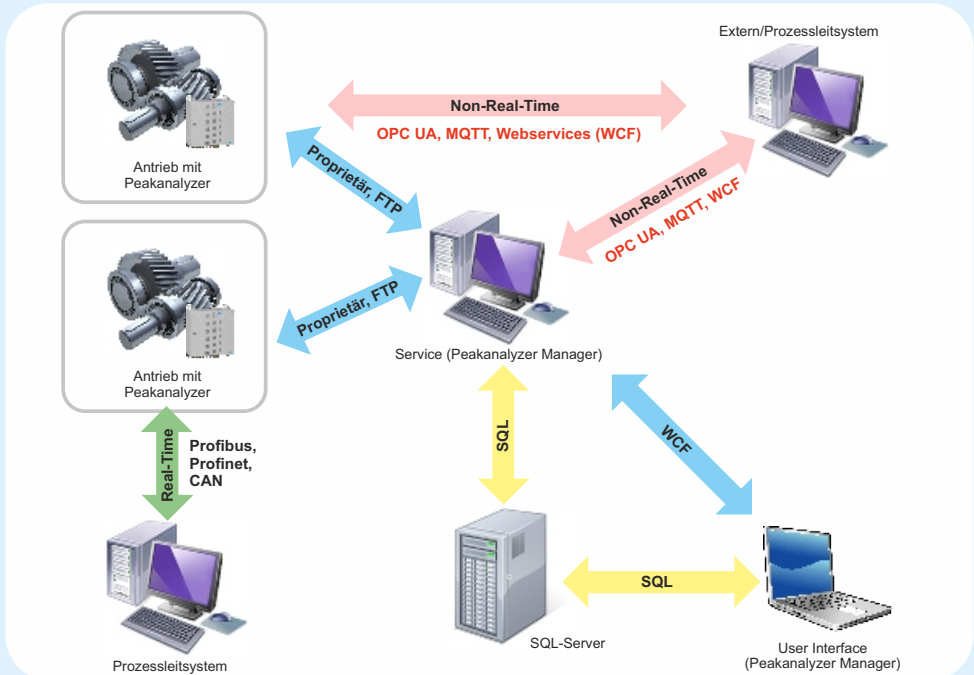 Extern/Prozessleitsystem
Non-Real-Time
OPC UA, MQTT, Webservices (WCF)
Antrieb mit
Peakanalyzer
Proprietär, FTP
Non-Real-Time
OPC UA, MQTT, WCF
Proprietär, FTP
Service (Peakanalyzer Manager)
Antrieb mit
Peakanalyzer
Real-Time
Profibus,
Profinet,
CAN
SQL
WCF
SQL
Prozessleitsystem
SQL-Server
User Interface
(Peakanalyzer Manager)